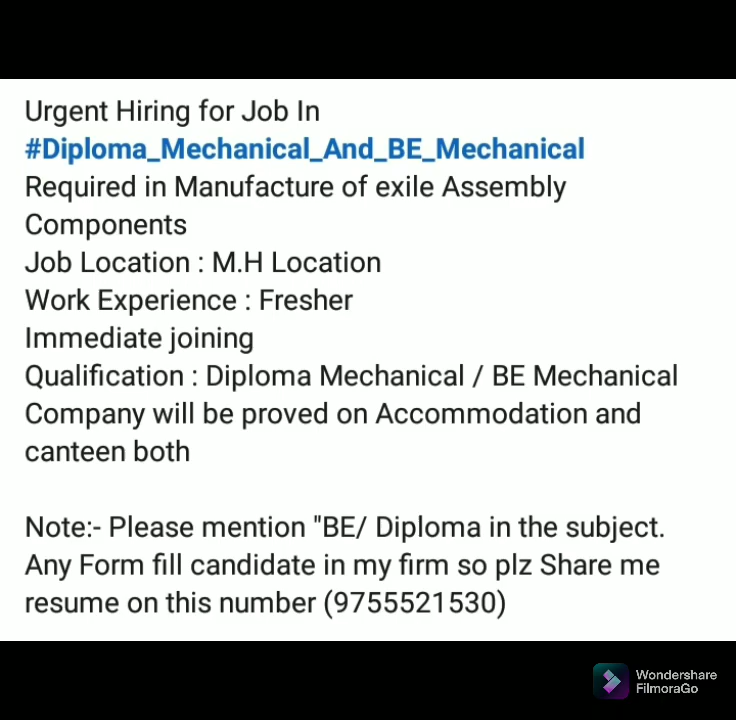 Urgent Hiring for Job In
#Diploma_Mechanical_And_BE_Mechanical
Required in Manufacture of exile Assembly
Components
Job Location : M.H Location
Work Experience : Fresher
Immediate joining
Qualification : Diploma Mechanical / BE Mechanical
Company will be proved on Accommodation and
canteen both
Note:- Please mention "BE/ Diploma in the subject.
Any Form fill candidate in my firm so plz Share me
resume on this number (9755521530)
Wondershare
FilmoraGo